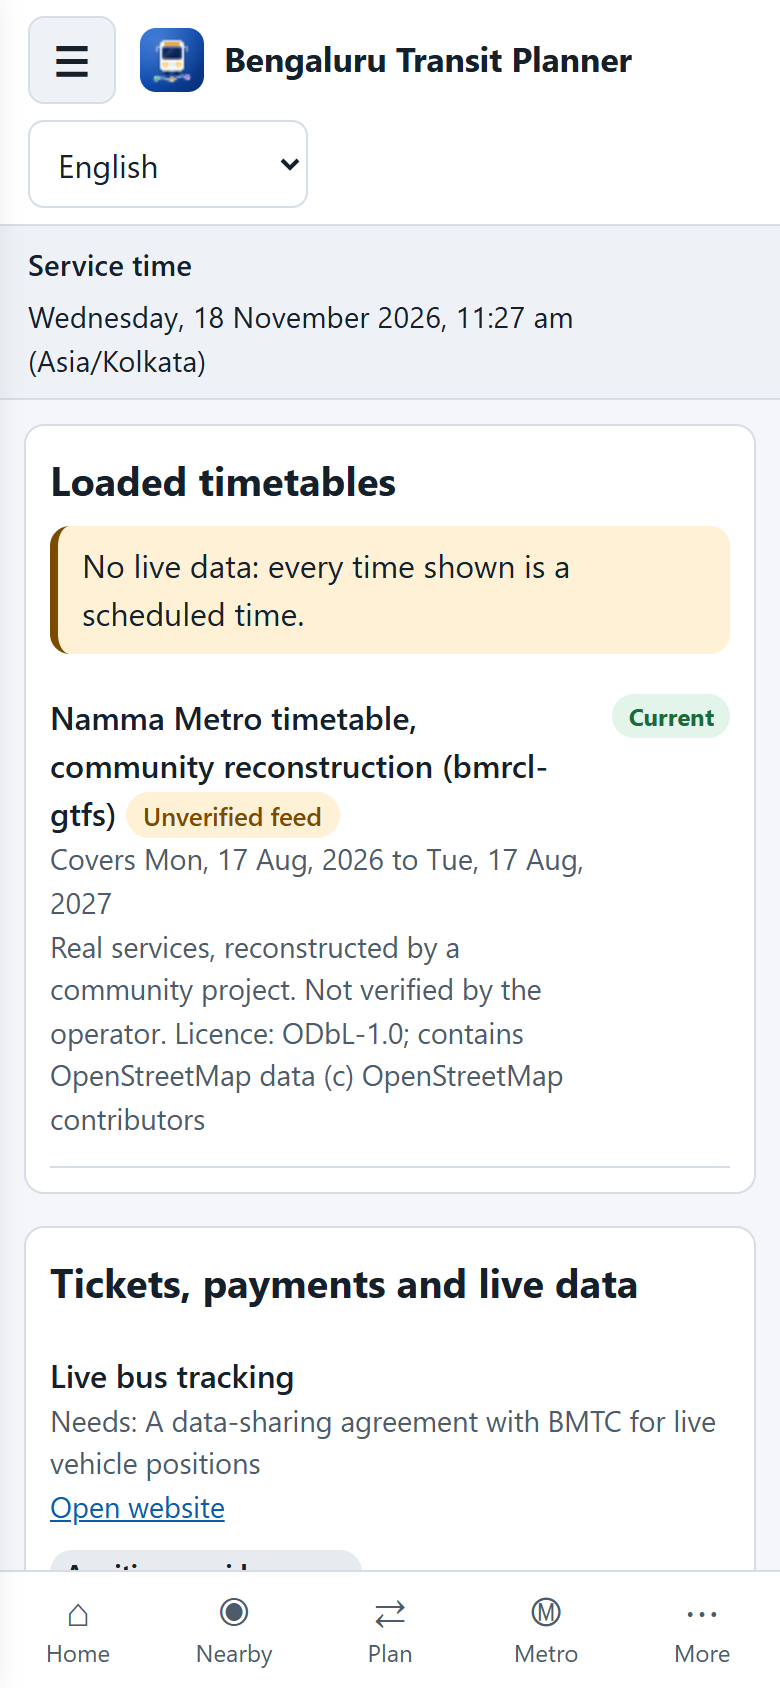 Bengaluru Transit Planner
English
Service time
Wednesday, 18 November 2026, 11:27 am
(Asia/Kolkata)
Loaded timetables
No live data: every time shown is a
scheduled time.
Namma Metro timetable,
community reconstruction (bmrcl-
gtfs) Unverified feed
Current
Covers Mon, 17 Aug, 2026 to Tue, 17 Aug,
2027
Real services, reconstructed by a
community project. Not verified by the
operator. Licence: ODbL-1.0; contains
OpenStreetMap data (c) OpenStreetMap
contributors
Tickets, payments and live data
Live bus tracking
Needs: A data-sharing agreement with BMTC for live
vehicle positions
Open website
Home
Nearby
Plan
Metro
More